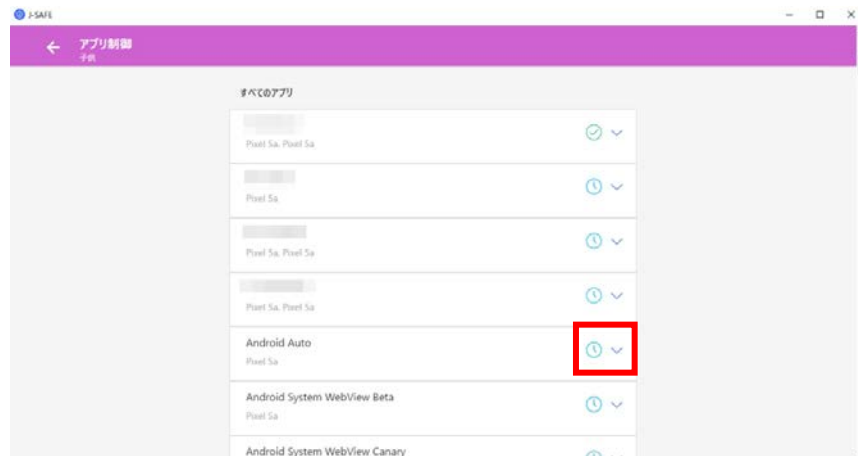 J-SAFE
アプリ制御
子供
すべてのアプリ
Pixel 5a, Pixel 5a
Pixel 5a
Pixel 5a, Pixel 5a
Pixel 5a, Pixel 5a
Android Auto
Pixel 5a
Android System WebView Beta
Pixel 5a
Android System WebView Canary